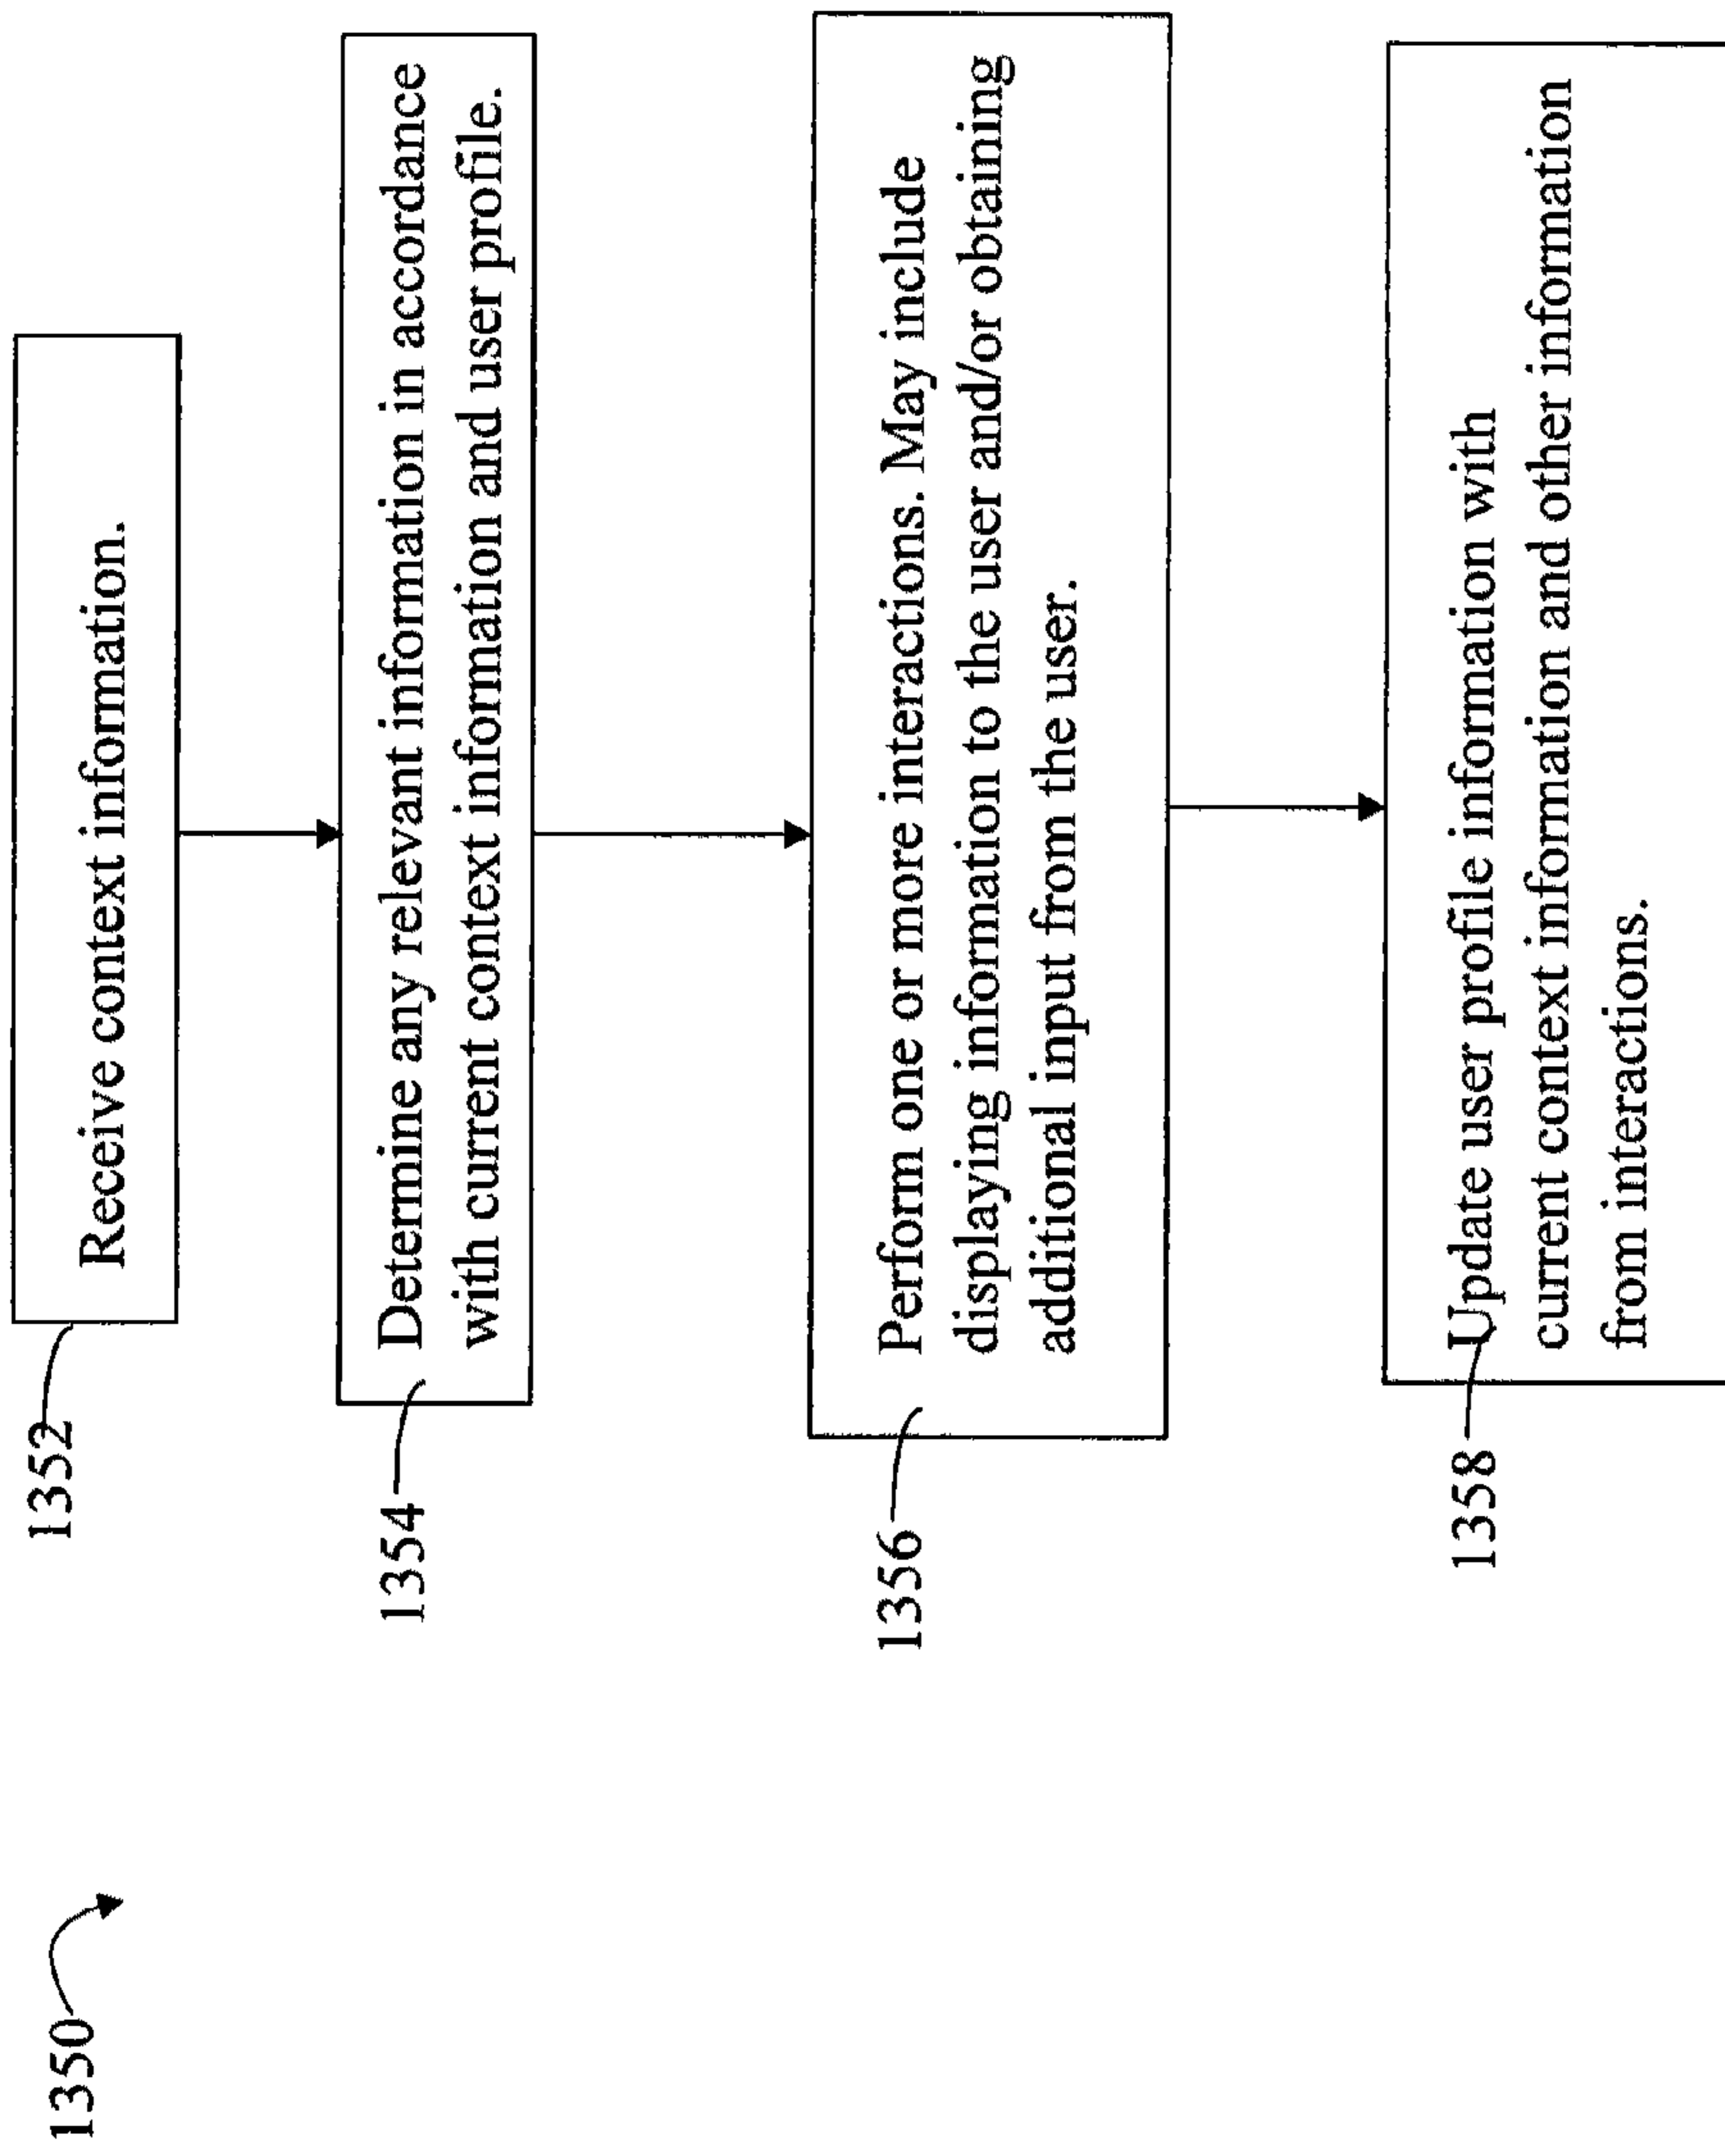 1350
1352
Receive context information.
1354
Determine any relevant information in accordance
with current context information and user profile.
1356
Perform one or more interactions. May include
displaying information to the user and/or obtaining
additional input from the user.
1358
Update user profile information with
current context information and other information
from interactions.